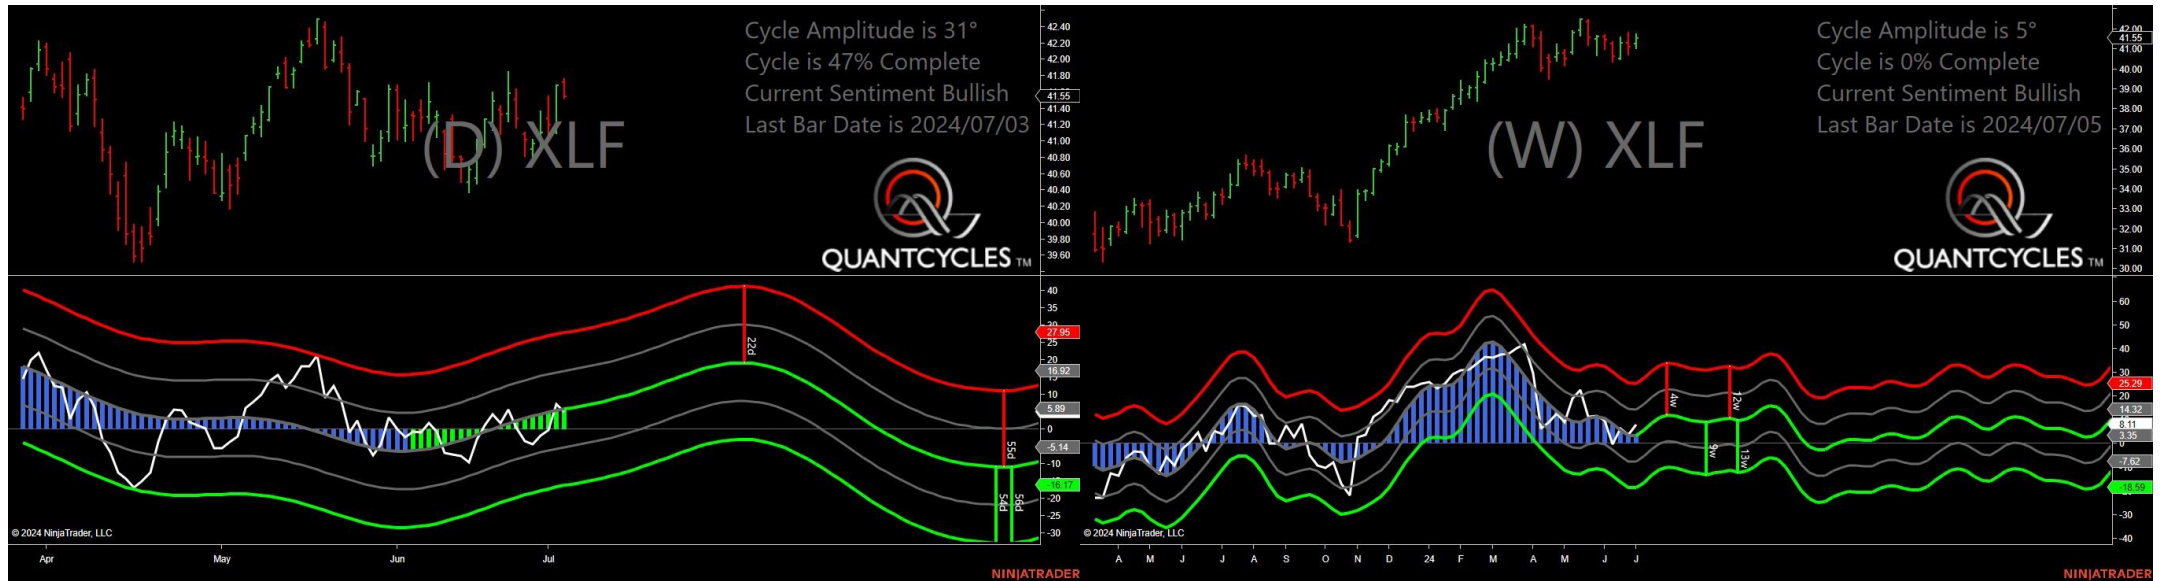 Cycle Amplitude is 31°
Cycle is 47% Complete
Current Sentiment Bullish
Last Bar Date is 2024/07/03
(D) XLF
QUANTCYCLES TM
42.40
42.20
42.00
41.80
41.55
41.40
41.20
41.00
40.80
40.60
40.40
40.20
40.00
39.80
39.60
40
35
30
27.95
25
20
16.92
15
5.89
0
-5.14
-10
-16.17
-20
-25
-30
22d
55d
54d
56d
© 2024 NinjaTrader, LLC
Apr
May
Jun
Jul
NINJATRADER
Cycle Amplitude is 5°
Cycle is 0% Complete
Current Sentiment Bullish
Last Bar Date is 2024/07/05
(W) XLF
QUANTCYCLES TM
42.00
41.55
41.00
40.00
39.00
38.00
37.00
36.00
35.00
34.00
33.00
32.00
31.00
30.00
60
50
40
30
25.29
20
14.32
8.11
3.35
-7.62
-18.59
-30
-40
4w
12w
9w
13w
© 2024 NinjaTrader, LLC
A
M
J
J
A
S
O
N
D
24
F
M
A
M
J
J
NINJATRADER